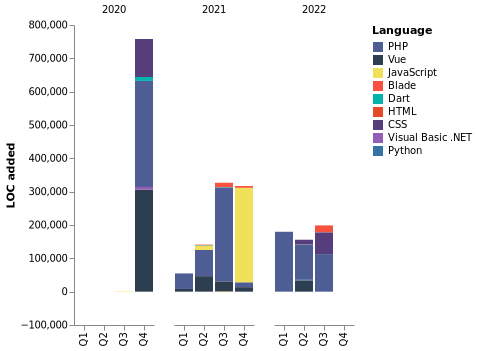 2020 2021 2022
800,000
700,000
600,000
500,000
400,000
300,000
200,000
100,000
0
−100,000
LOC added
Q1 Q2 Q3 Q4 Q1 Q2 Q3 Q4 Q1 Q2 Q3 Q4
Language
PHP
Vue
JavaScript
Blade
Dart
HTML
CSS
Visual Basic .NET
Python